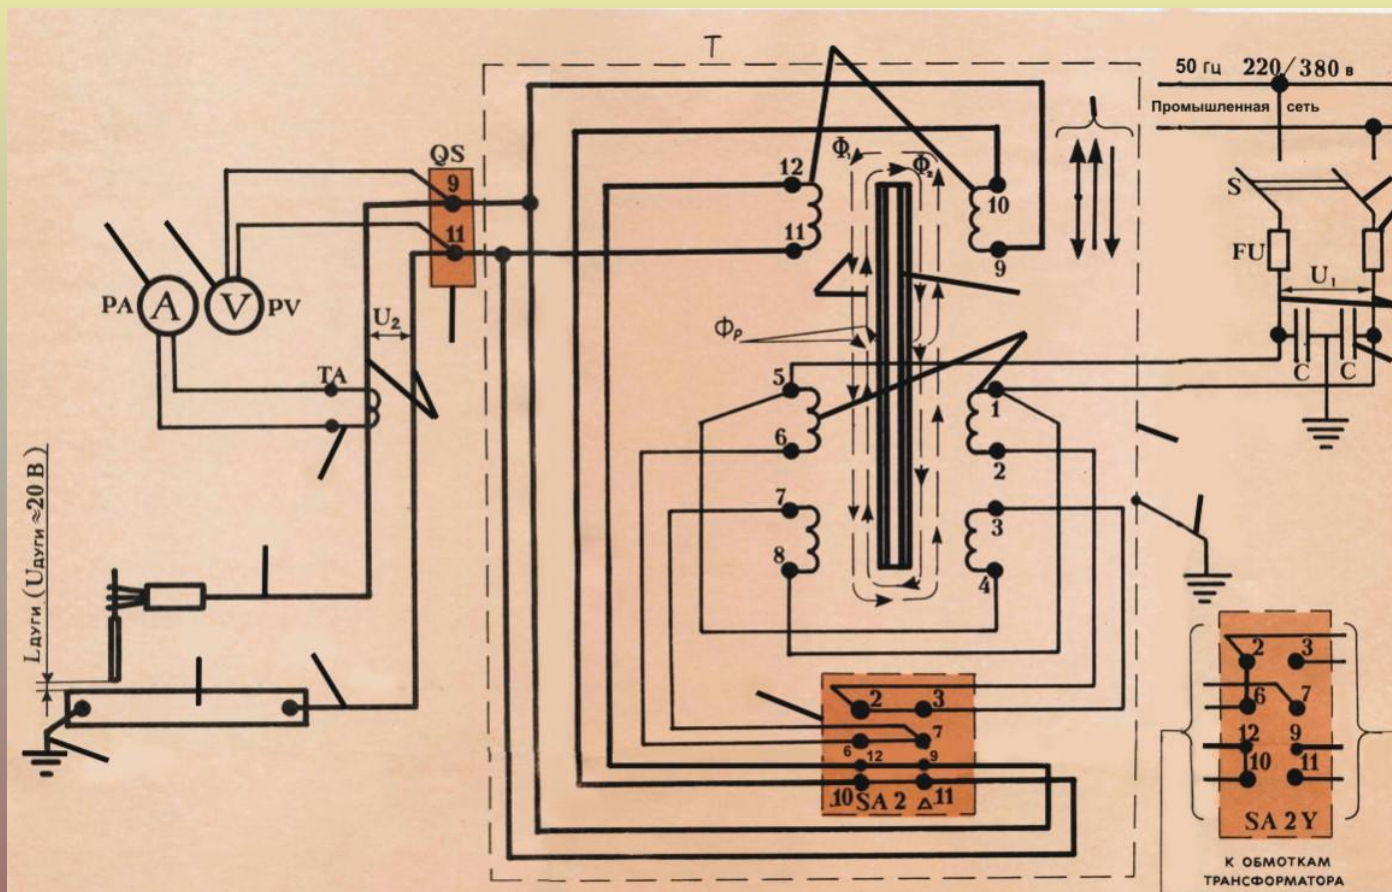 T
50 Гц 220/380 в
Промышленная сеть
QS
9
11
12
11
10
9
Ф₁
Ф₂
S
FU
U₁
C C
PA A V PV
U₂
TA
Фр
5
6
7
8
1
2
3
4
Lдуги (Uдуги ≈20 В)
2 3
6 7
12 9
.10 SA 2 Δ.11
2 3
6 7
12 9
10 11
SA 2 Y
К ОБМОТКАМ
ТРАНСФОРМАТОРА